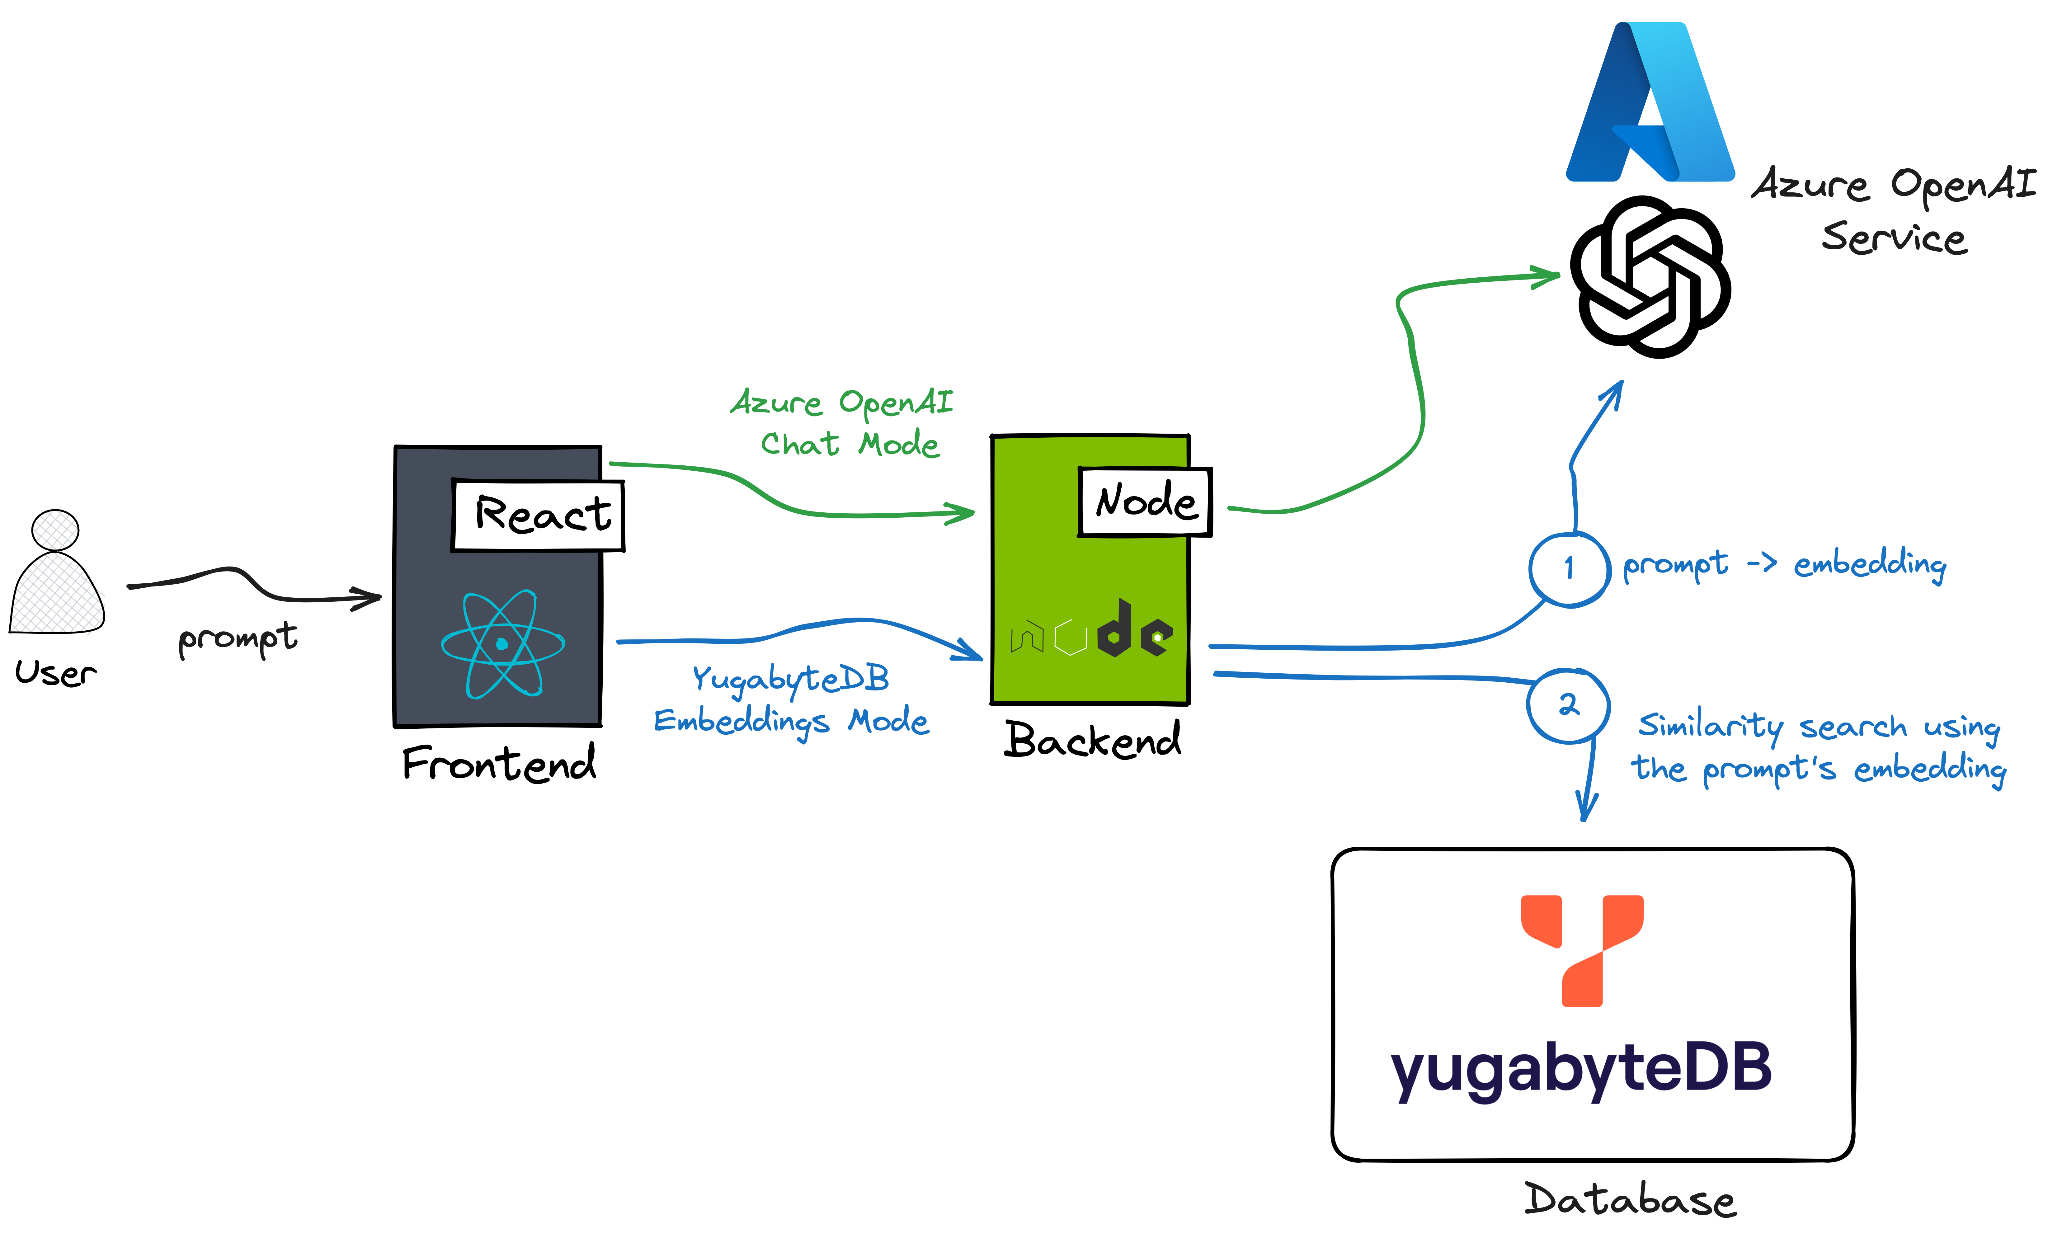 User
prompt
React
Frontend
Azure OpenAI
Chat Mode
YugabyteDB
Embeddings Mode
Node
node
Backend
Azure OpenAI
Service
1
prompt -> embedding
2
Similarity search using
the prompt's embedding
yugabyteDB
Database